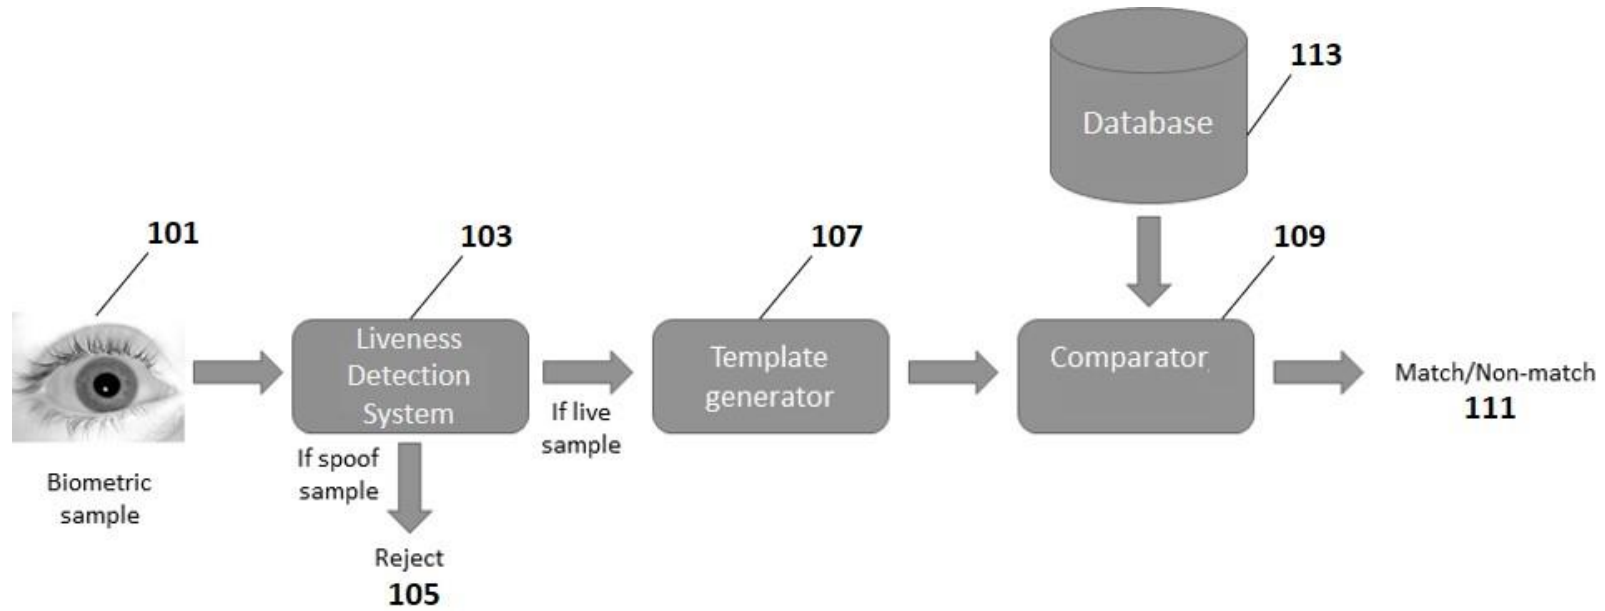 113
Database
101
103
107
109
Liveness
Detection
System
Template
generator
Comparator
Match/Non-match
111
If live
sample
If spoof
sample
Biometric
sample
Reject
105